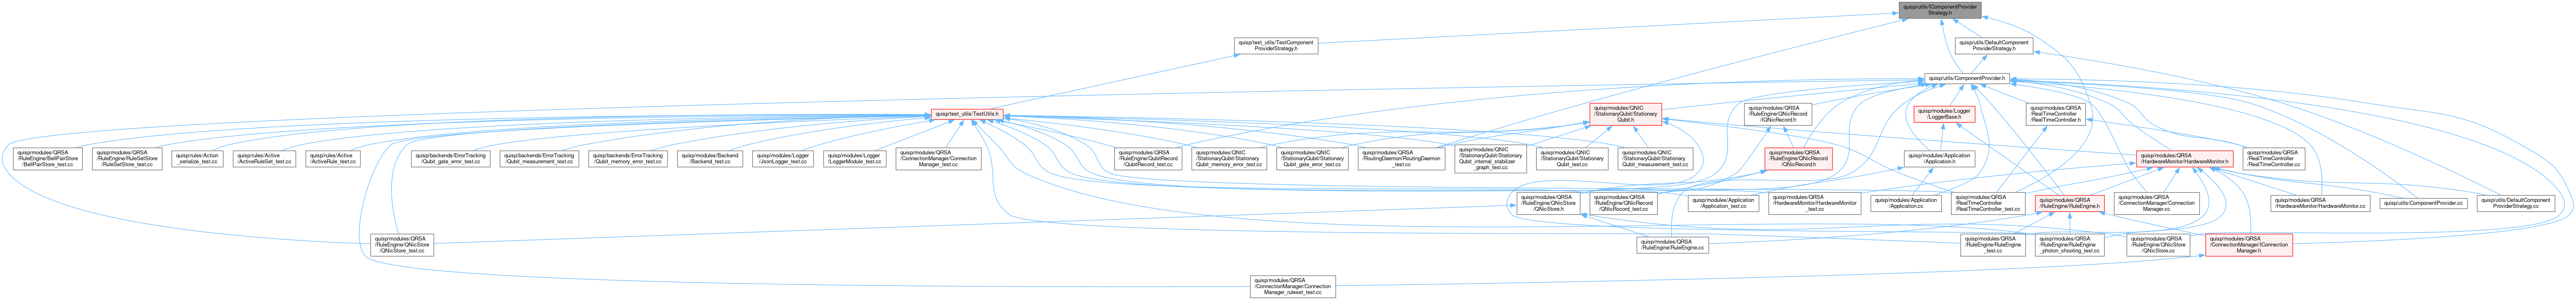 quisp/utils/IComponentProvider
Strategy.h
quisp/test_utils/TestComponent
ProviderStrategy.h
quisp/utils/DefaultComponent
ProviderStrategy.h
quisp/utils/ComponentProvider.h
quisp/test_utils/TestUtils.h
quisp/modules/QNIC
/StationaryQubit/Stationary
Qubit.h
quisp/modules/QRSA
/RuleEngine/QNicRecord
/IQNicRecord.h
quisp/modules/Logger
/LoggerBase.h
quisp/modules/QRSA
/RealTimeController
/RealTimeController.h
quisp/modules/QRSA
/RuleEngine/BellPairStore
/BellPairStore_test.cc
quisp/modules/QRSA
/RuleEngine/RuleSetStore
/RuleSetStore_test.cc
quisp/rules/Action
_serialize_test.cc
quisp/rules/Active
/ActiveRuleSet_test.cc
quisp/rules/Active
/ActiveRule_test.cc
quisp/backends/ErrorTracking
/Qubit_gate_error_test.cc
quisp/backends/ErrorTracking
/Qubit_measurement_test.cc
quisp/backends/ErrorTracking
/Qubit_memory_error_test.cc
quisp/modules/Backend
/Backend_test.cc
quisp/modules/Logger
/JsonLogger_test.cc
quisp/modules/Logger
/LoggerModule_test.cc
quisp/modules/QRSA
/ConnectionManager/Connection
Manager_test.cc
quisp/modules/QRSA
/RuleEngine/QubitRecord
/QubitRecord_test.cc
quisp/modules/QNIC
/StationaryQubit/Stationary
Qubit_memory_error_test.cc
quisp/modules/QNIC
/StationaryQubit/Stationary
qubit_gate_error_test.cc
quisp/modules/QRSA
/RoutingDaemon/RoutingDaemon
_test.cc
quisp/modules/QNIC
/StationaryQubit/Stationary
Qubit_internal_stabilizer
_graph_test.cc
quisp/modules/QNIC
/StationaryQubit/Stationary
Qubit_test.cc
quisp/modules/QNIC
/StationaryQubit/Stationary
Qubit_measurement_test.cc
quisp/modules/QRSA
/RuleEngine/QNicRecord
/QNicRecord.h
quisp/modules/Application
/Application.h
quisp/modules/QRSA
/HardwareMonitor/HardwareMonitor.h
quisp/modules/QRSA
/RealTimeController
/RealTimeController.cc
quisp/modules/QRSA
/RuleEngine/QNicStore
/QNicStore.h
quisp/modules/QRSA
/RuleEngine/QNicRecord
/QNicRecord_test.cc
quisp/modules/Application
/Application_test.cc
quisp/modules/QRSA
/HardwareMonitor/HardwareMonitor
_test.cc
quisp/modules/Application
/Application.cc
quisp/modules/QRSA
/RealTimeController
/RealTimeController_test.cc
quisp/modules/QRSA
/RuleEngine/RuleEngine.h
quisp/modules/QRSA
/ConnectionManager/Connection
Manager.cc
quisp/modules/QRSA
/HardwareMonitor/HardwareMonitor.cc
quisp/utils/ComponentProvider.cc
quisp/utils/DefaultComponent
ProviderStrategy.cc
quisp/modules/QRSA
/RuleEngine/QNicStore
/QNicStore_test.cc
quisp/modules/QRSA
/RuleEngine/RuleEngine.cc
quisp/modules/QRSA
/RuleEngine/RuleEngine
_test.cc
quisp/modules/QRSA
/RuleEngine/RuleEngine
_photon_shooting_test.cc
quisp/modules/QRSA
/RuleEngine/QNicStore
/QNicStore.cc
quisp/modules/QRSA
/ConnectionManager/IConnection
Manager.h
quisp/modules/QRSA
/ConnectionManager/Connection
Manager_ruleset_test.cc